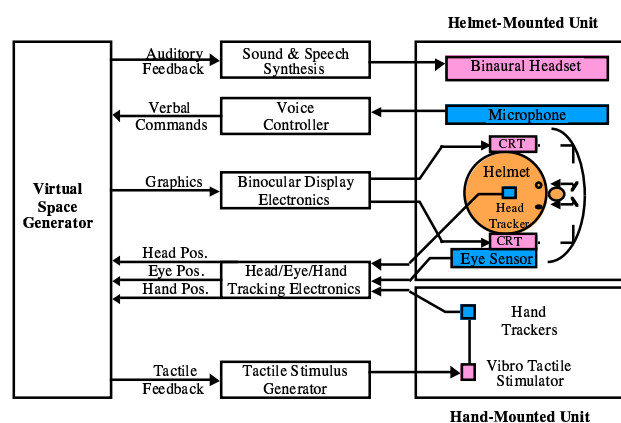 Helmet-Mounted Unit
Auditory
Feedback
Sound & Speech
Synthesis
Binaural Headset
Verbal
Commands
Voice
Controller
Microphone
CRT
Virtual
Space
Generator
Graphics
Binocular Display
Electronics
Helmet
Head
Tracker
CRT
Eye Sensor
Head Pos.
Eye Pos.
Hand Pos.
Head/Eye/Hand
Tracking Electronics
Hand
Trackers
Tactile
Feedback
Tactile Stimulus
Generator
Vibro Tactile
Stimulator
Hand-Mounted Unit